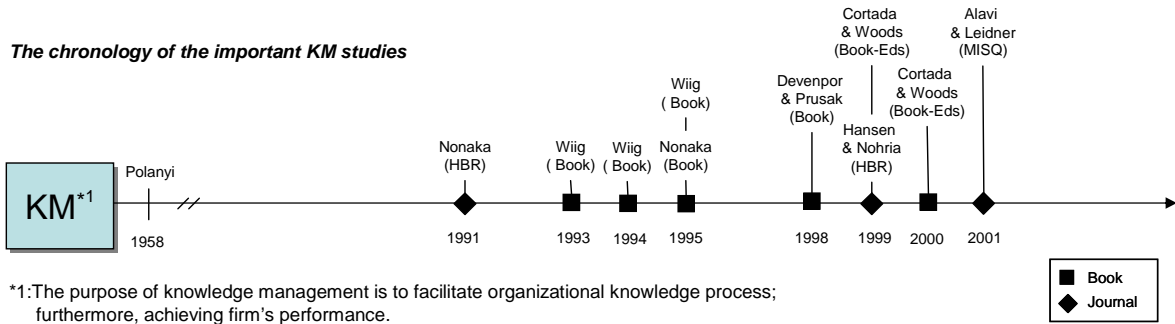 The chronology of the important KM studies
Cortada
& Woods
(Book-Eds)
Alavi
& Leidner
(MISQ)
Wiig
( Book)
Devenpor
& Prusak
(Book)
Cortada
& Woods
(Book-Eds)
Nonaka
(HBR)
Wiig
( Book)
Wiig
( Book)
Nonaka
(Book)
Hansen
& Nohria
(HBR)
KM*1
Polanyi
1958
1991
1993
1994
1995
1998
1999
2000
2001
*1:The purpose of knowledge management is to facilitate organizational knowledge process;
furthermore, achieving firm's performance.
Book
Journal